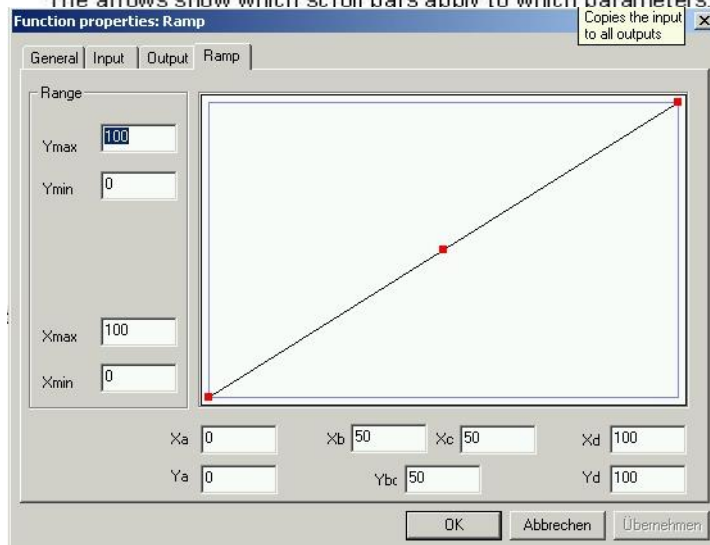 The arrows show which scroll bars apply to which parameters.
Copies the input
to all outputs
Function properties: Ramp
General
Input
Output
Ramp
Range
Ymax 100
Ymin 0
Xmax 100
Xmin 0
Xa 0
Xb 50
Xc 50
Xd 100
Ya 0
Ybc 50
Yd 100
OK
Abbrechen
Übernehmen